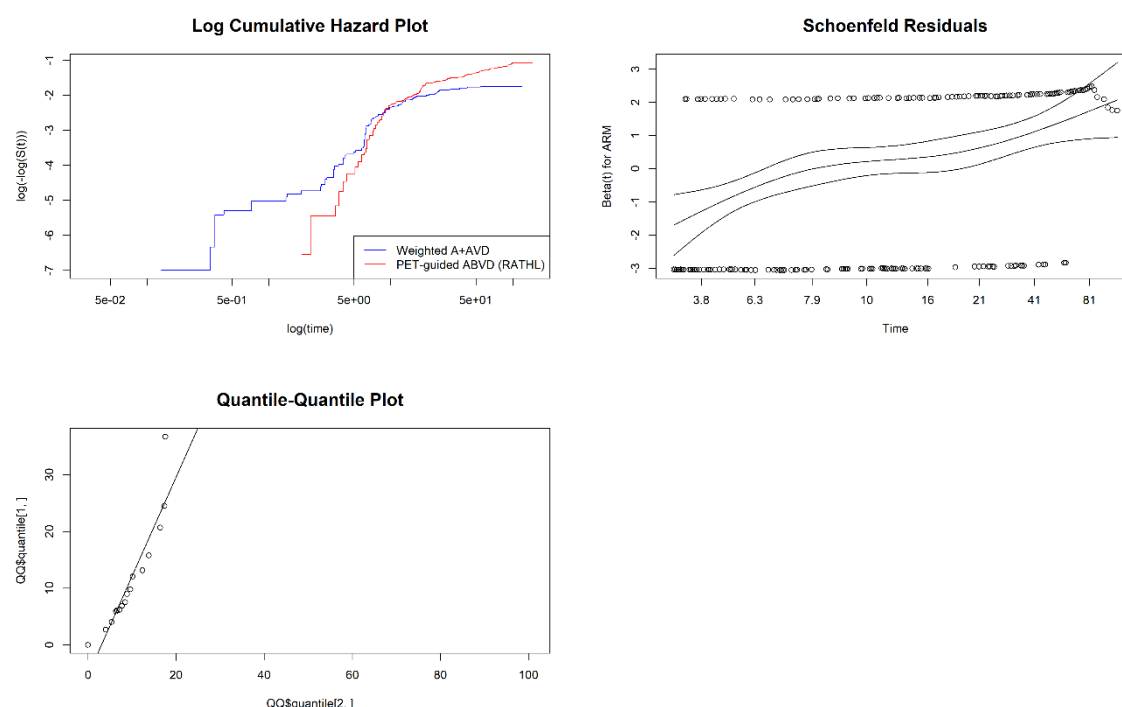 Log Cumulative Hazard Plot
log(-log(S(t)))
-1
-2
-3
-4
-5
-6
-7
Weighted A+AVD
PET-guided ABVD (RATHL)
5e-02 5e-01 5e+00 5e+01
log(time)
Schoenfeld Residuals
Beta(t) for ARM
3
2
1
0
-1
-2
-3
3.8 6.3 7.9 10 16 21 41 81
Time
Quantile-Quantile Plot
QQ$quantile[1, ]
30
20
10
0
0 20 40 60 80 100
QQ$quantile[2, ]